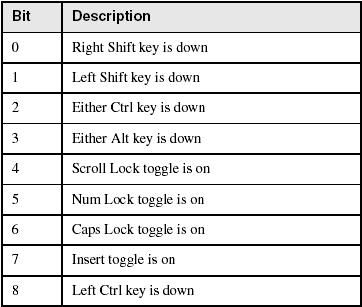 Bit Description
0 Right Shift key is down
1 Left Shift key is down
2 Either Ctrl key is down
3 Either Alt key is down
4 Scroll Lock toggle is on
5 Num Lock toggle is on
6 Caps Lock toggle is on
7 Insert toggle is on
8 Left Ctrl key is down